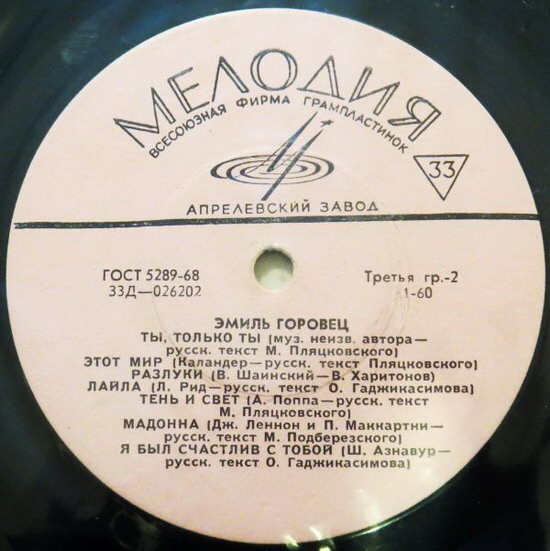 МЕЛОДИЯ
ВСЕСОЮЗНАЯ ФИРМА ГРАМПЛАСТИНОК
33
АПРЕЛЕВСКИЙ ЗАВОД
ГОСТ 5289-68
Третья гр.-2
33Д—026202
1-60
ЭМИЛЬ ГОРОВЕЦ
ТЫ, ТОЛЬКО ТЫ (муз. неизв. автора—
русск. текст М. Пляцковского)
ЭТОТ МИР (Каландер—русск. текст Пляцковского)
РАЗЛУКИ (В. Шаинский—В. Харитонов)
ЛАЙЛА (Л. Рид—русск. текст О. Гаджикасимова)
ТЕНЬ И СВЕТ (А. Поппа—русск. текст
М. Пляцковского)
МАДОННА (Дж. Леннон и П. Маккартни—
русск. текст М. Подберезского)
Я БЫЛ СЧАСТЛИВ С ТОБОЙ (Ш. Азнавур—
русск. текст О. Гаджикасимова)